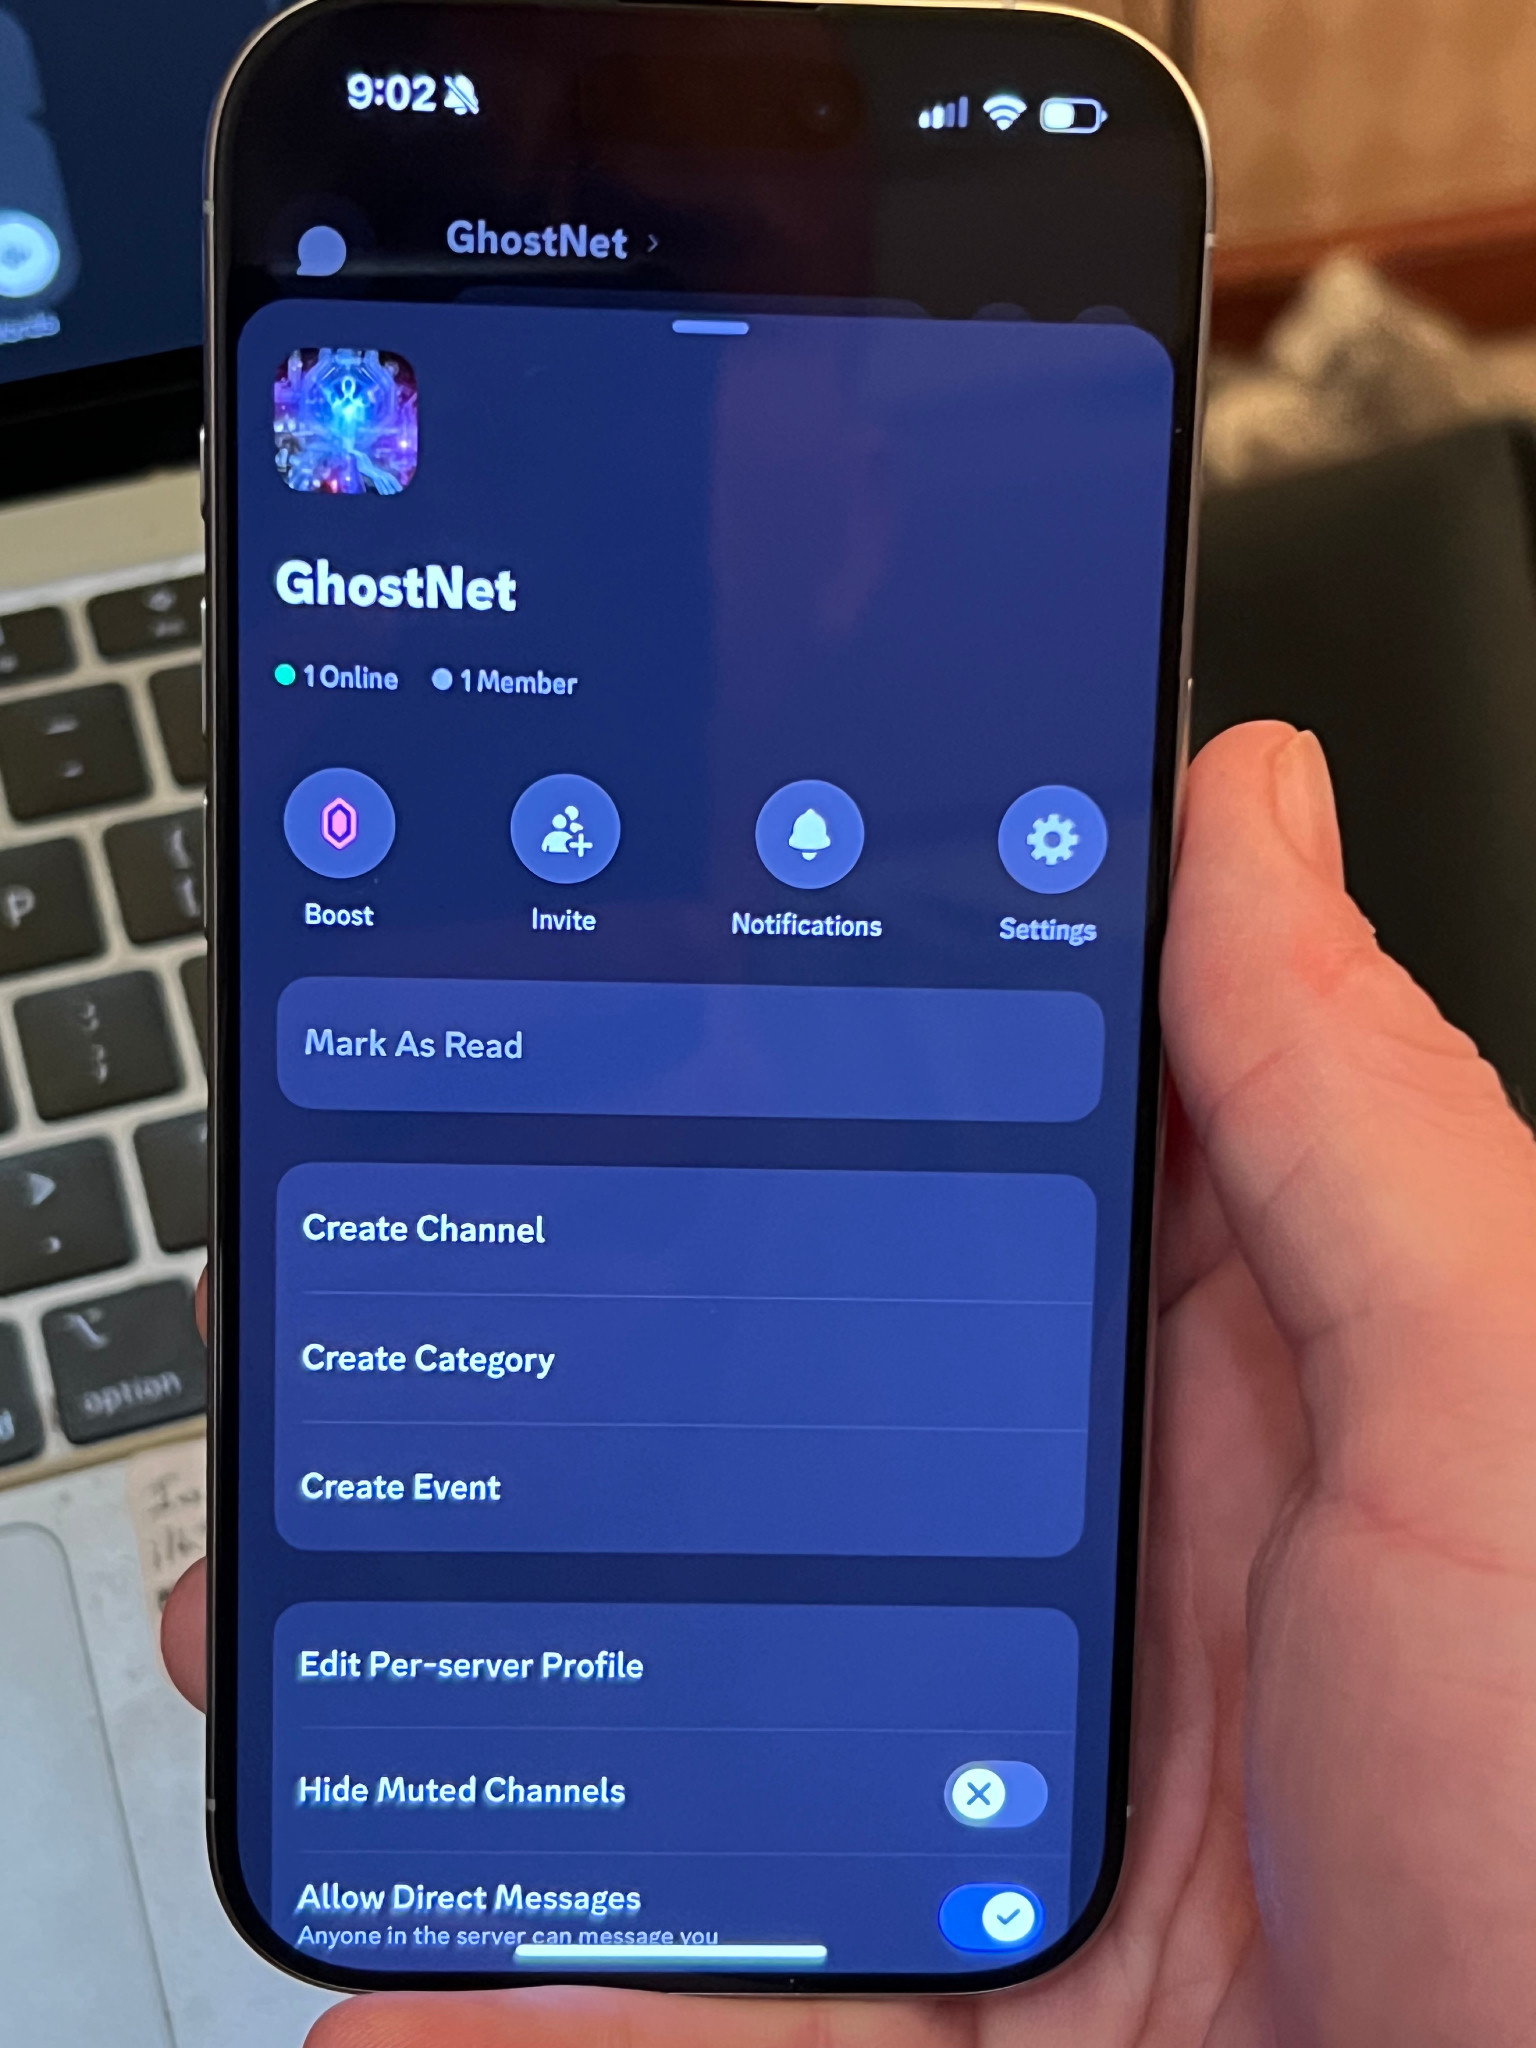 9:02
GhostNet
GhostNet
1 Online 1 Member
Boost Invite Notifications Settings
Mark As Read
Create Channel
Create Category
Create Event
Edit Per-server Profile
Hide Muted Channels
Allow Direct Messages
Anyone in the server can message you
P
option